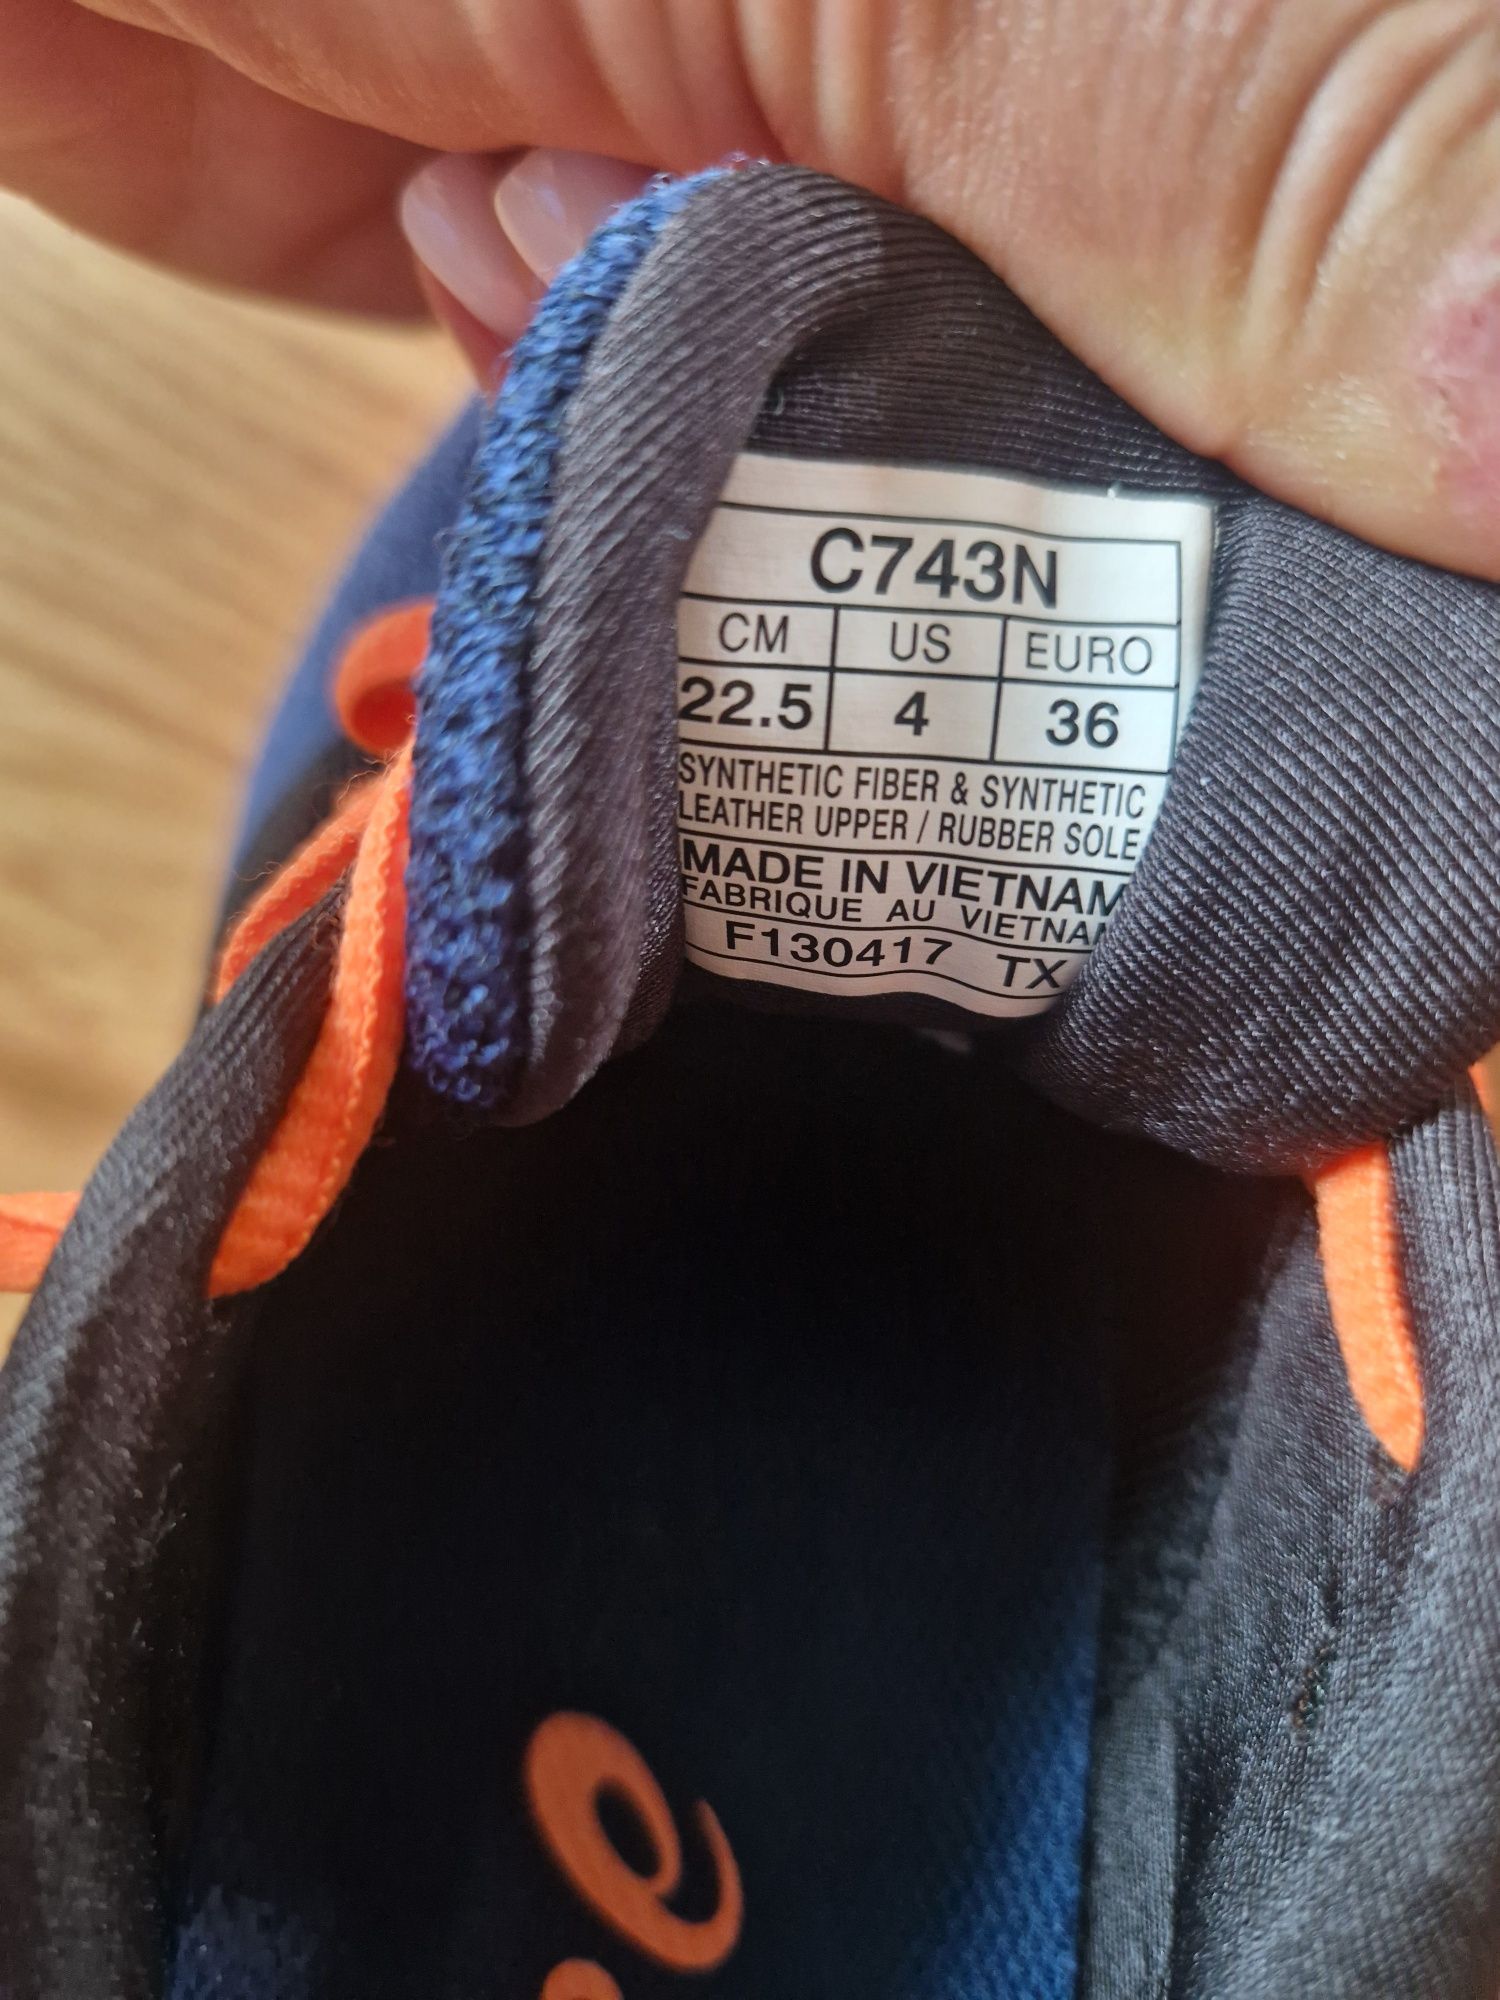 C743N
CM US EURO
22.5 4 36
SYNTHETIC FIBER & SYNTHETIC
LEATHER UPPER / RUBBER SOLE
MADE IN VIETNAM
FABRIQUE AU VIETNAM
F130417 TX